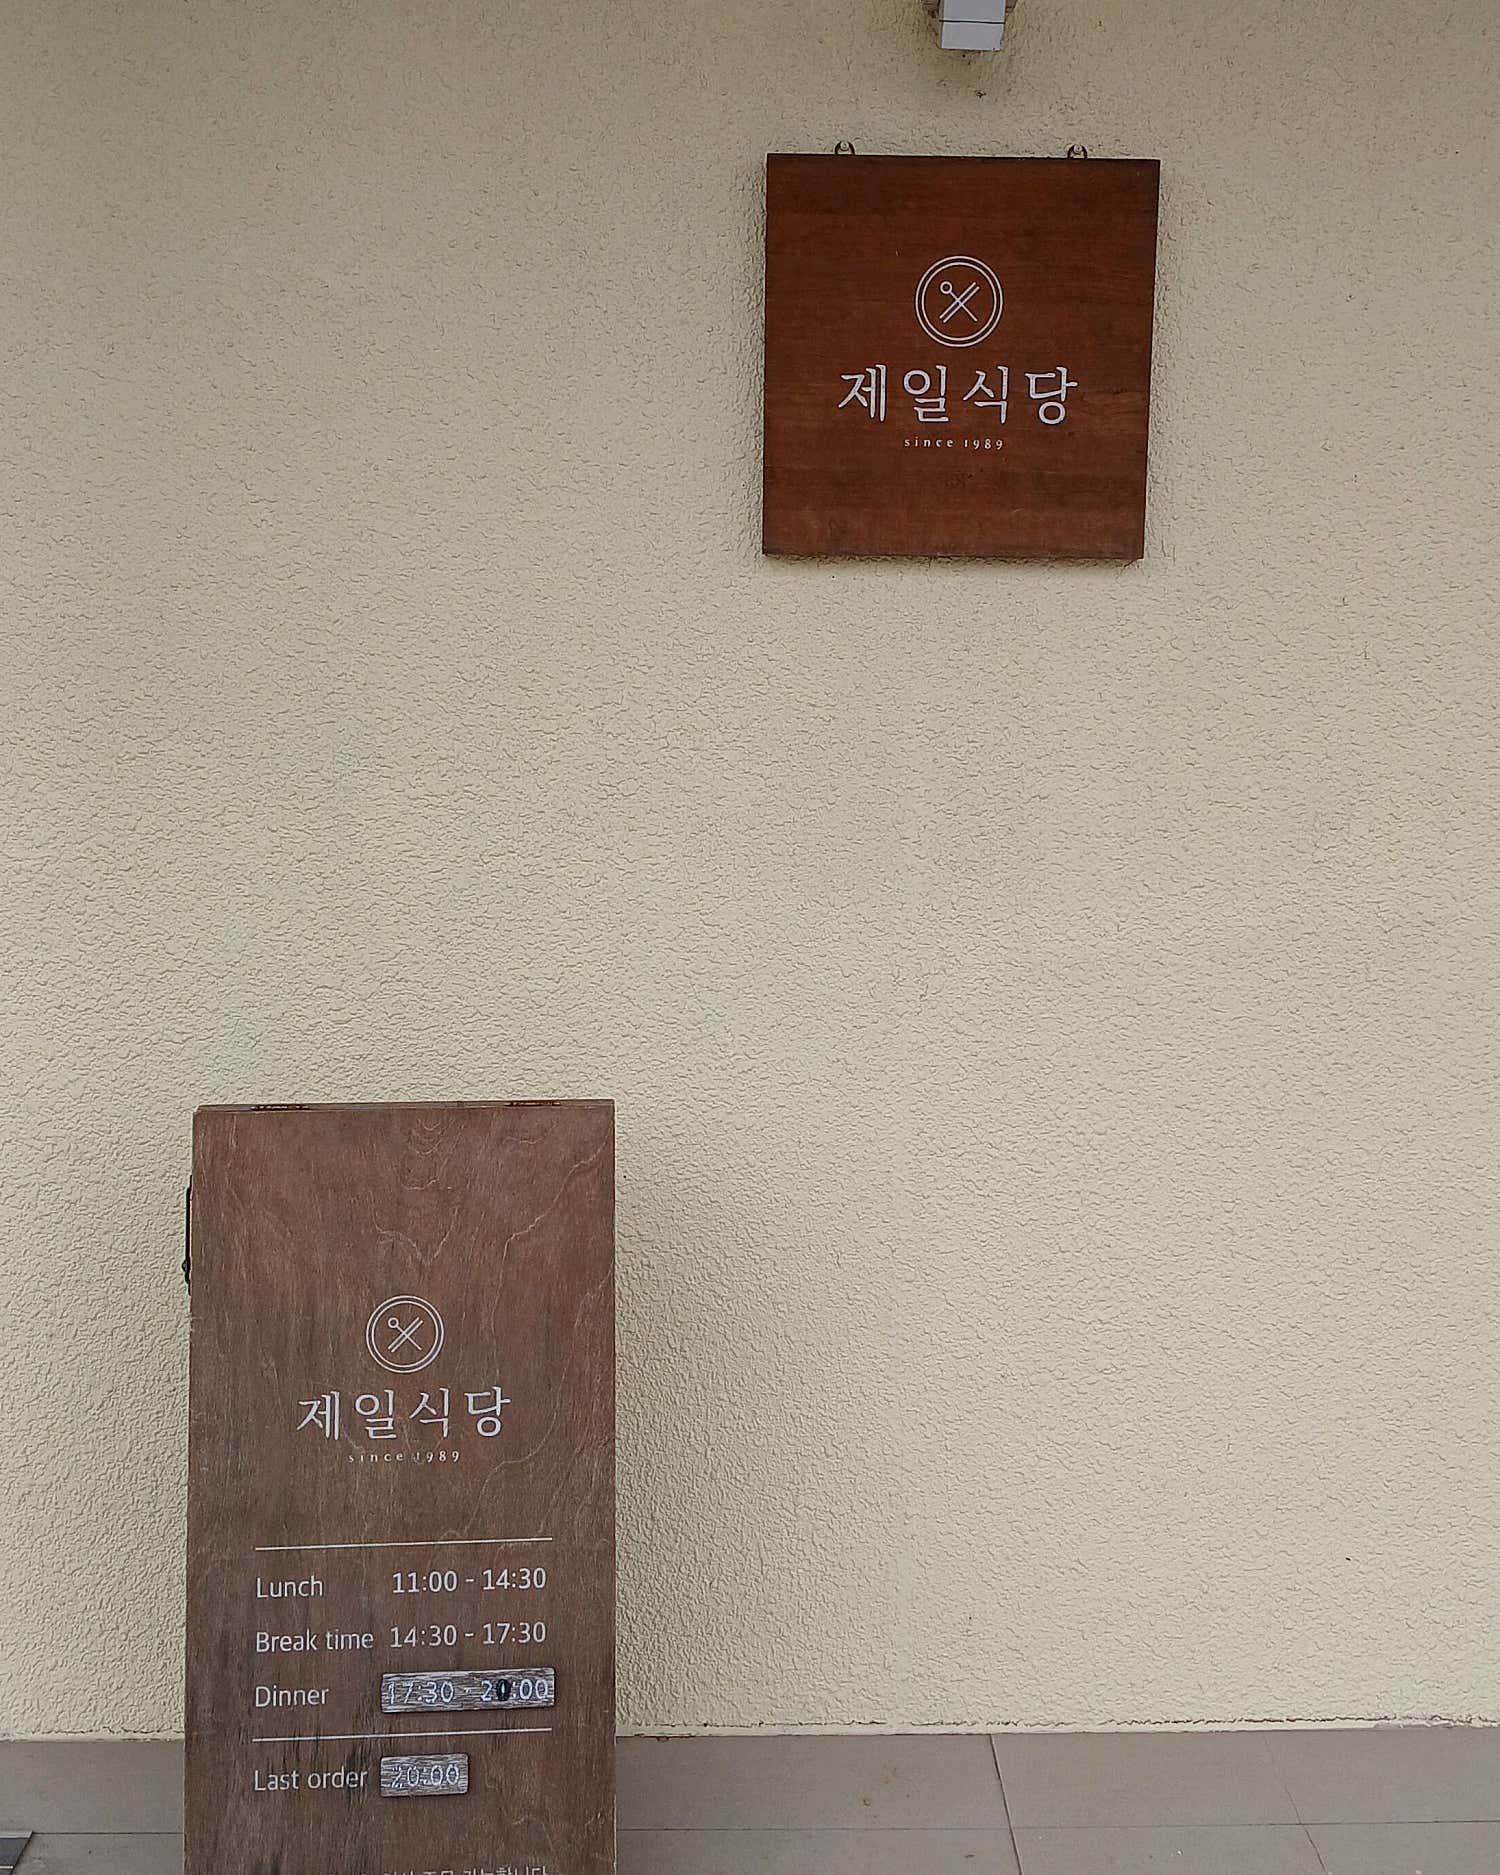 제일식당
since 1989
제일식당
since 1989
Lunch 11:00 - 14:30
Break time 14:30 - 17:30
Dinner 17:30 - 20:00
Last order 20:00